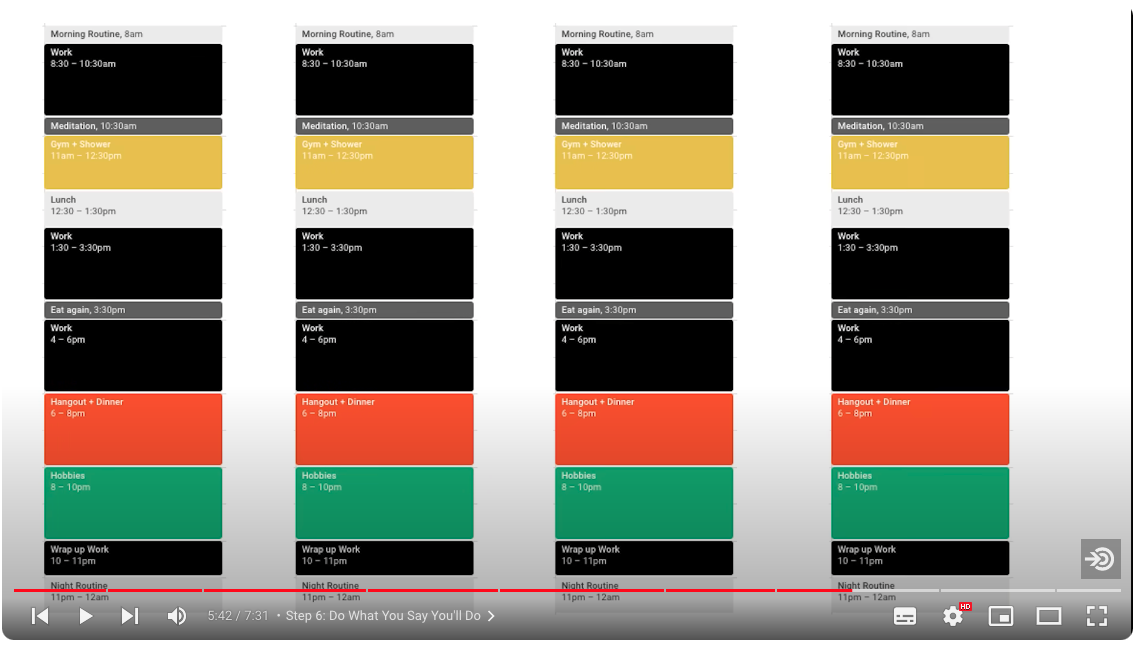 Morning Routine, 8am
Work
8:30 – 10:30am
Meditation, 10:30am
Gym + Shower
11am – 12:30pm
Lunch
12:30 – 1:30pm
Work
1:30 – 3:30pm
Eat again, 3:30pm
Work
4 – 6pm
Hangout + Dinner
6 – 8pm
Hobbies
8 – 10pm
Wrap up Work
10 – 11pm
Night Routine
11pm – 12am
Morning Routine, 8am
Work
8:30 – 10:30am
Meditation, 10:30am
Gym + Shower
11am – 12:30pm
Lunch
12:30 – 1:30pm
Work
1:30 – 3:30pm
Eat again, 3:30pm
Work
4 – 6pm
Hangout + Dinner
6 – 8pm
Hobbies
8 – 10pm
Wrap up Work
10 – 11pm
Night Routine
11pm – 12am
Morning Routine, 8am
Work
8:30 – 10:30am
Meditation, 10:30am
Gym + Shower
11am – 12:30pm
Lunch
12:30 – 1:30pm
Work
1:30 – 3:30pm
Eat again, 3:30pm
Work
4 – 6pm
Hangout + Dinner
6 – 8pm
Hobbies
8 – 10pm
Wrap up Work
10 – 11pm
Night Routine
11pm – 12am
Morning Routine, 8am
Work
8:30 – 10:30am
Meditation, 10:30am
Gym + Shower
11am – 12:30pm
Lunch
12:30 – 1:30pm
Work
1:30 – 3:30pm
Eat again, 3:30pm
Work
4 – 6pm
Hangout + Dinner
6 – 8pm
Hobbies
8 – 10pm
Wrap up Work
10 – 11pm
Night Routine
11pm – 12am
5:42 / 7:31 • Step 6: Do What You Say You'll Do
HD